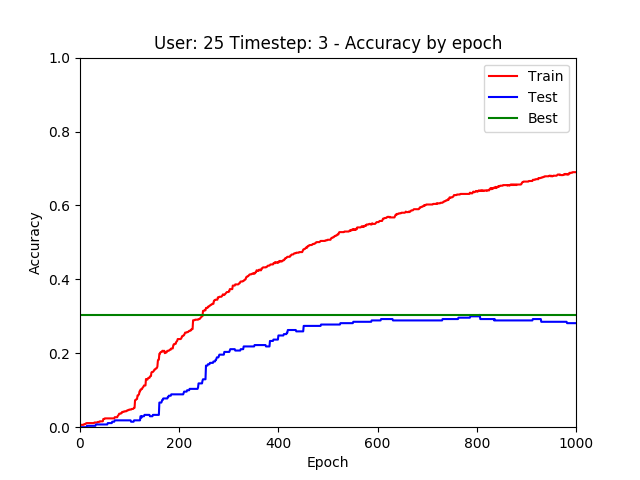 User: 25 Timestep: 3 - Accuracy by epoch
1.0
0.8
0.6
0.4
0.2
0.0
Accuracy
Train
Test
Best
0 200 400 600 800 1000
Epoch